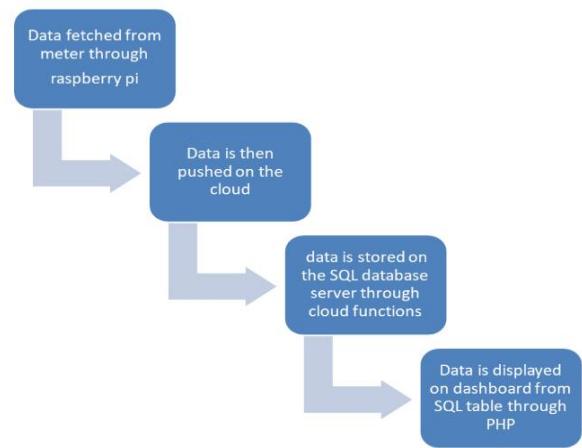 Data fetched from
meter through
raspberry pi
Data is then
pushed on the
cloud
data is stored on
the SQL database
server through
cloud functions
Data is displayed
on dashboard from
SQL table through
PHP